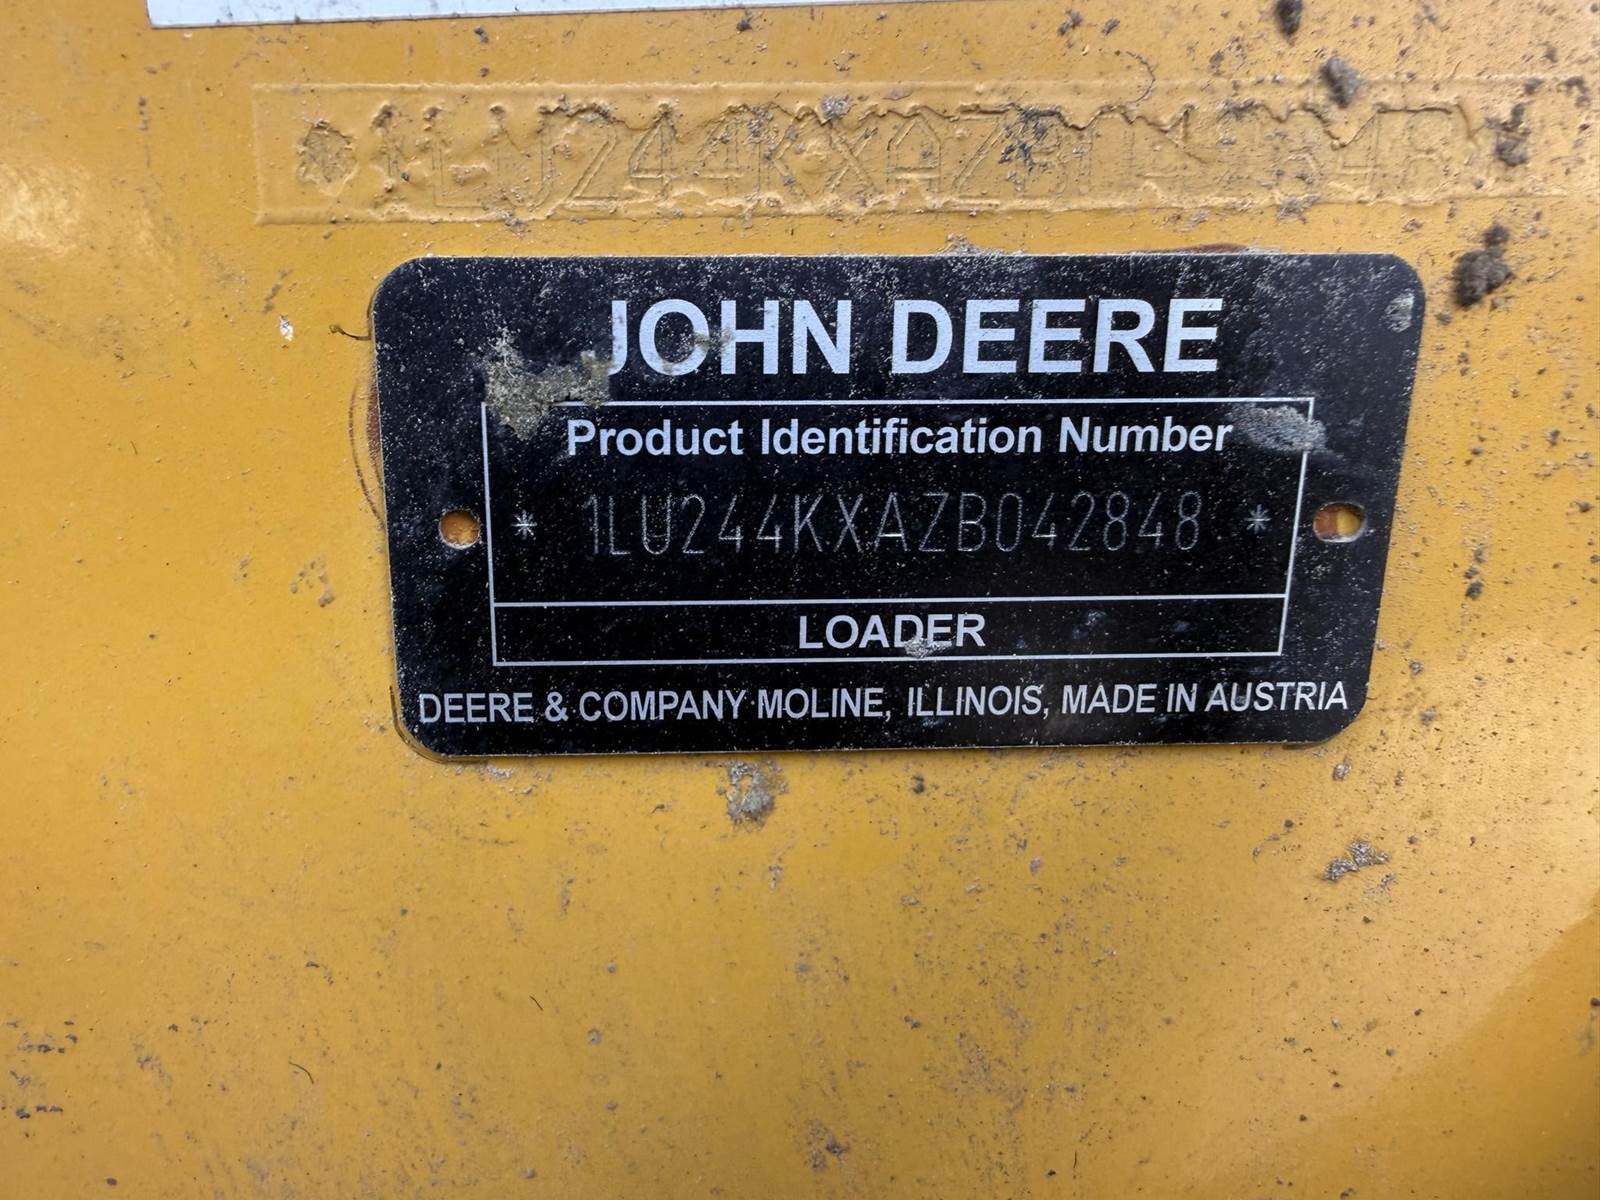 JOHN DEERE
Product Identification Number
* 1LU244KXAZB042848 *
LOADER
DEERE & COMPANY MOLINE, ILLINOIS, MADE IN AUSTRIA